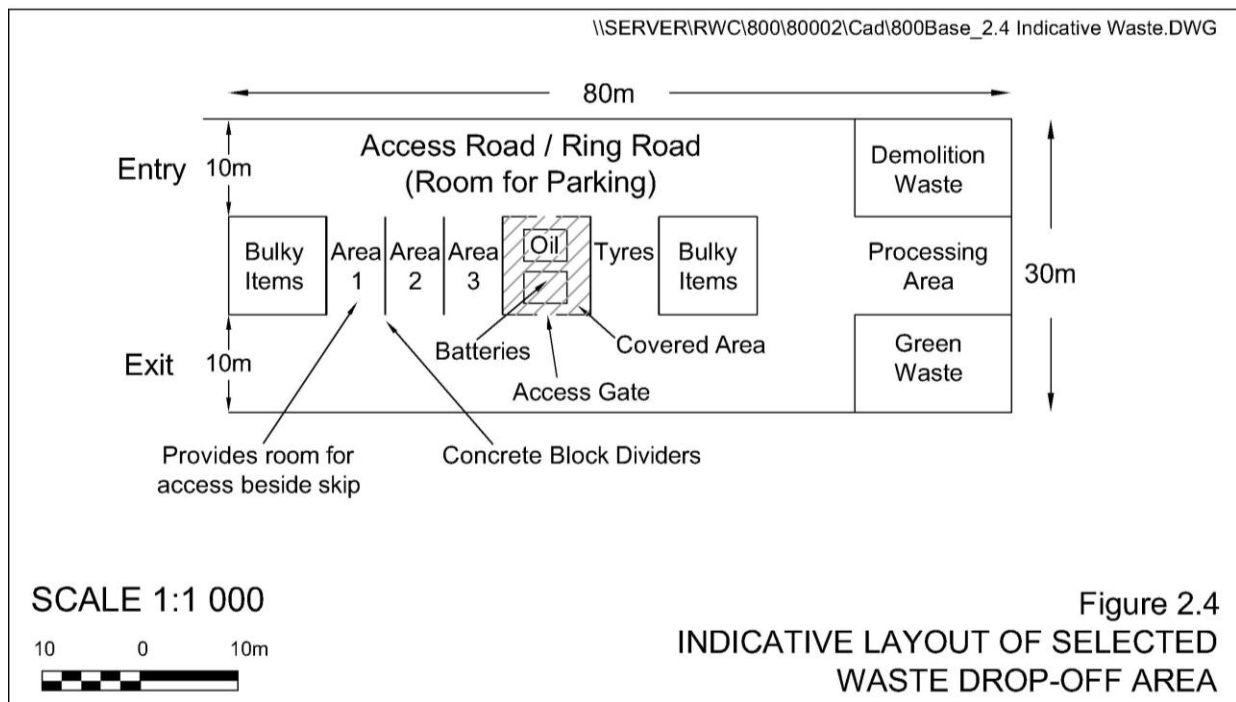 \\SERVER\RWC\800\80002\Cad\800Base_2.4 Indicative Waste.DWG
80m
Access Road / Ring Road
(Room for Parking)
Entry
10m
Demolition
Waste
Bulky
Items
Area
1
Area
2
Area
3
Oil
Tyres
Bulky
Items
Processing
Area
30m
Batteries
Covered Area
Access Gate
Exit
10m
Green
Waste
Provides room for
access beside skip
Concrete Block Dividers
SCALE 1:1 000
10 0 10m
Figure 2.4
INDICATIVE LAYOUT OF SELECTED
WASTE DROP-OFF AREA